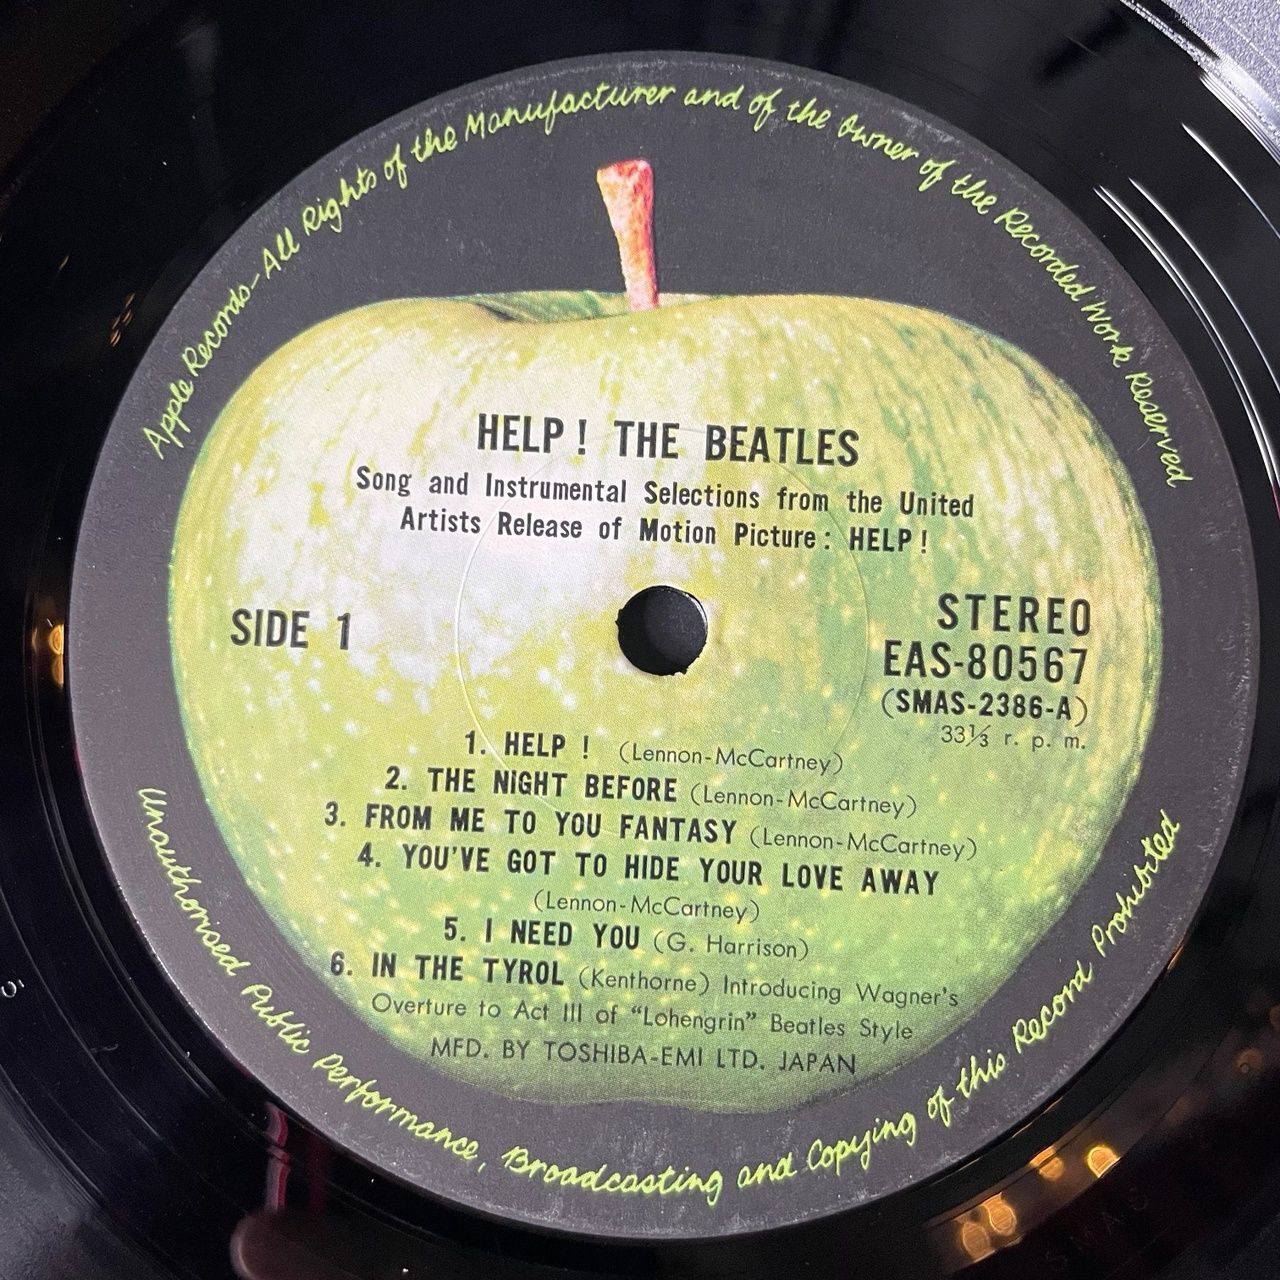 Apple Records-All Rights of the Manufacturer and of the Owner of the Recorded Work Reserved
HELP! THE BEATLES
Song and Instrumental Selections from the United
Artists Release of Motion Picture: HELP!
SIDE 1
STEREO
EAS-80567
(SMAS-2386-A)
33⅓ r. p. m.
1. HELP! (Lennon-McCartney)
2. THE NIGHT BEFORE (Lennon-McCartney)
3. FROM ME TO YOU FANTASY (Lennon-McCartney)
4. YOU'VE GOT TO HIDE YOUR LOVE AWAY
(Lennon-McCartney)
5. I NEED YOU (G. Harrison)
6. IN THE TYROL (Kenthorne) Introducing Wagner's
Overture to Act III of "Lohengrin" Beatles Style
MFD. BY TOSHIBA-EMI LTD. JAPAN
Unauthorised Public Performance, Broadcasting and Copying of this Record Prohibited
SMAS